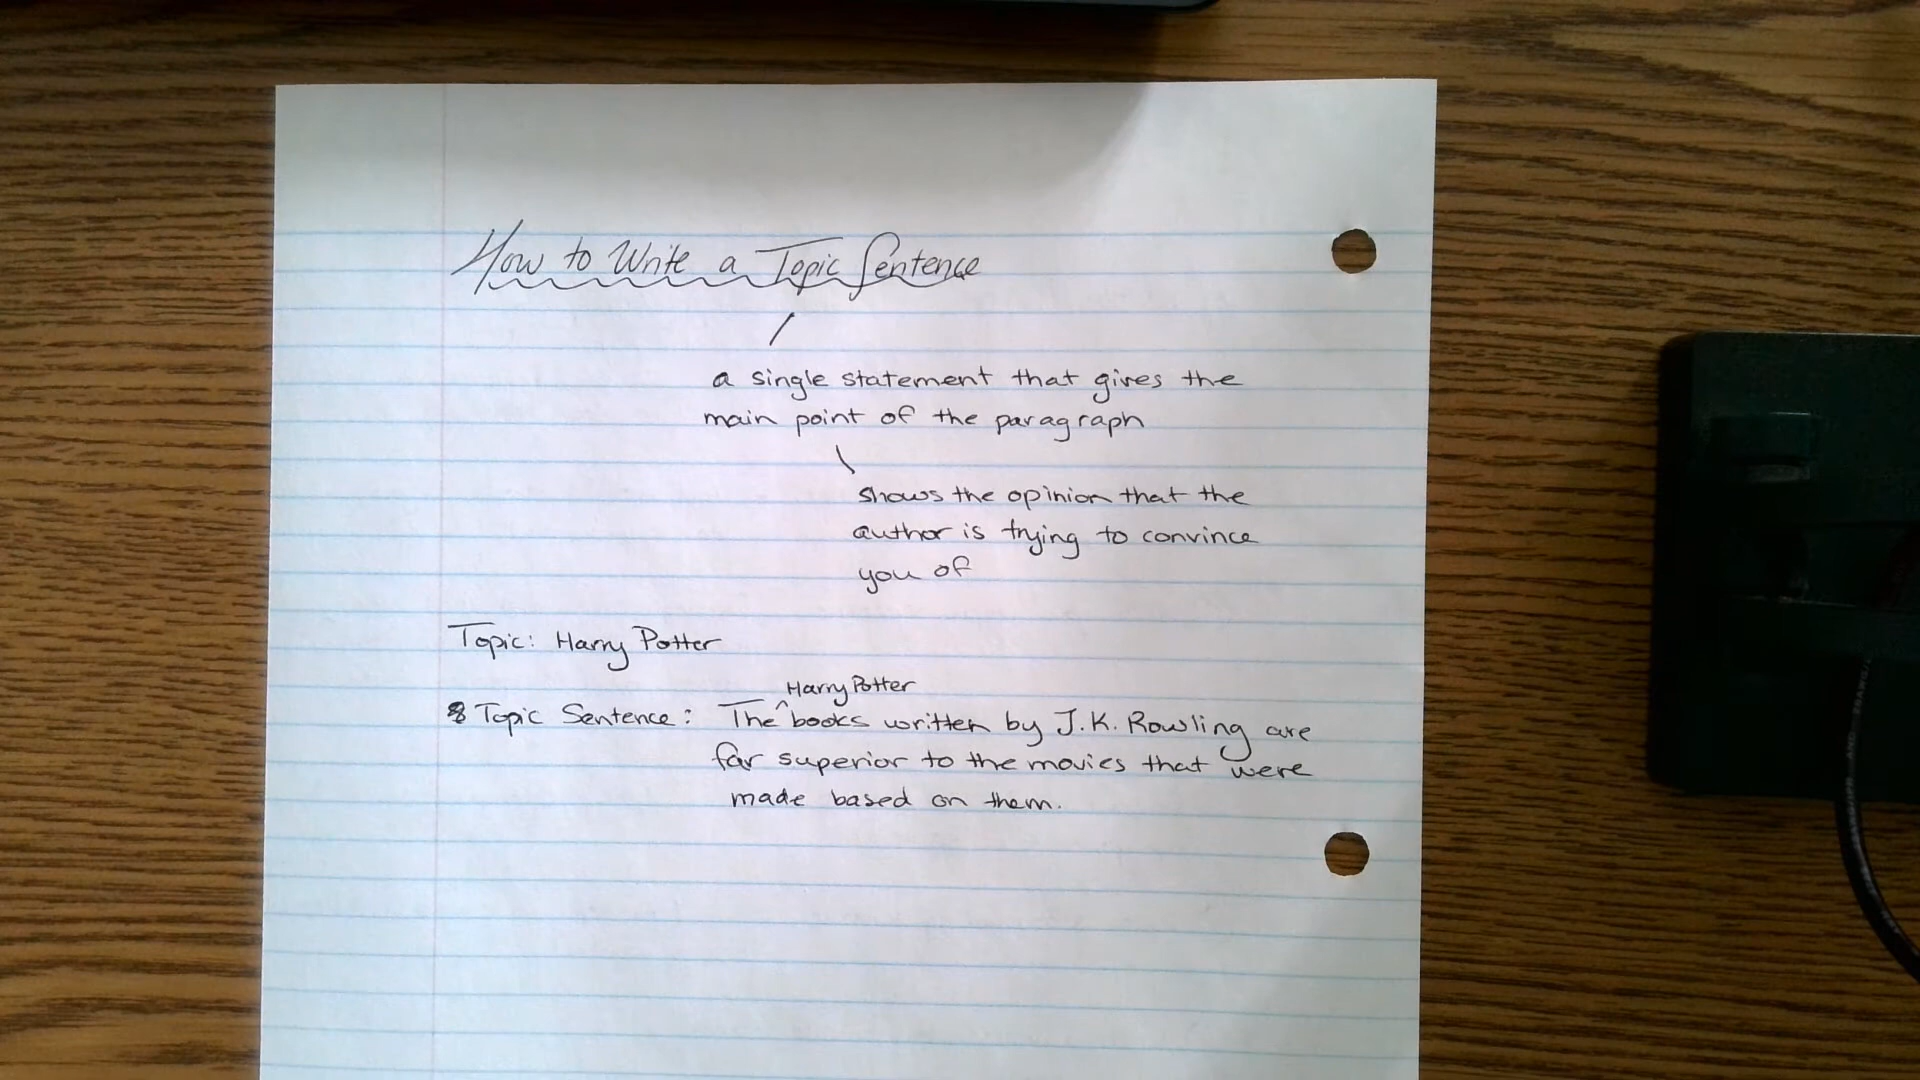 How to Write a Topic Sentence
a single statement that gives the
main point of the paragraph
shows the opinion that the
author is trying to convince
you of
Topic: Harry Potter
Harry Potter
Topic Sentence: The ^ books written by J.K. Rowling are
far superior to the movies that were
made based on them.